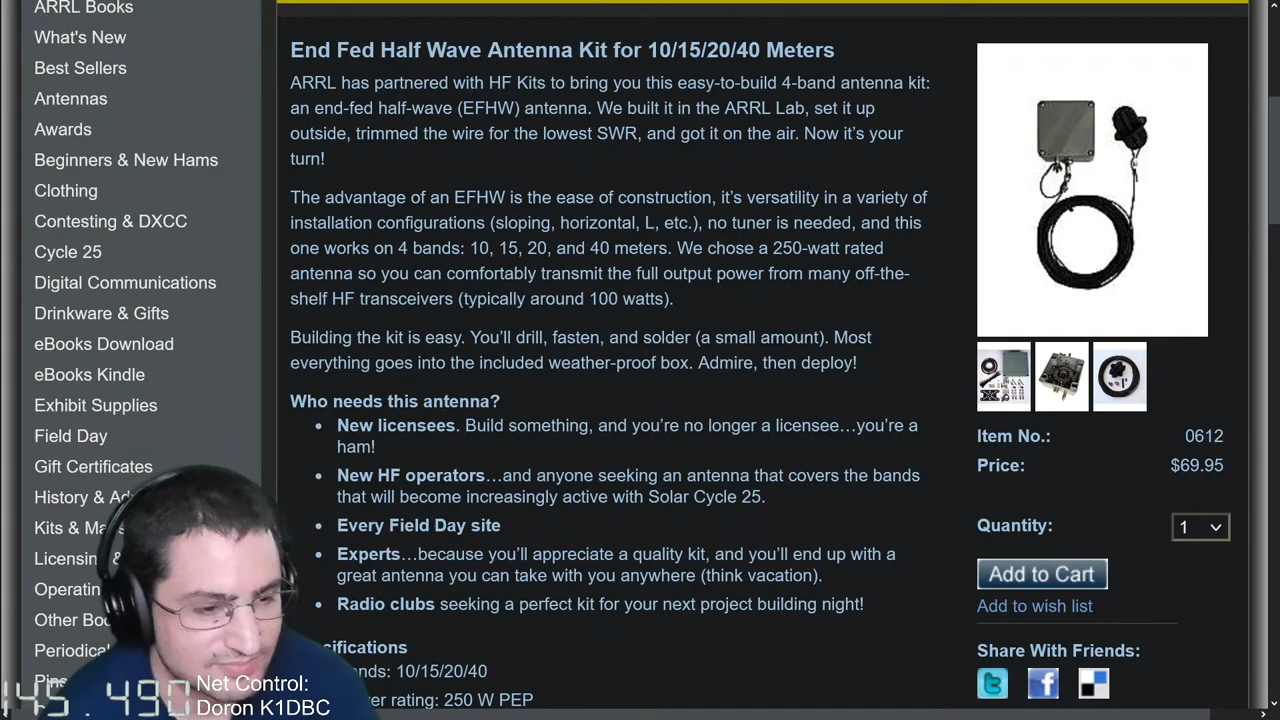 ARRL Books
What's New
Best Sellers
Antennas
Awards
Beginners & New Hams
Clothing
Contesting & DXCC
Cycle 25
Digital Communications
Drinkware & Gifts
eBooks Download
eBooks Kindle
Exhibit Supplies
Field Day
Gift Certificates
History &
Kits &
Licensing &
Other
End Fed Half Wave Antenna Kit for 10/15/20/40 Meters
ARRL has partnered with HF Kits to bring you this easy-to-build 4-band antenna kit:
an end-fed half-wave (EFHW) antenna. We built it in the ARRL Lab, set it up
outside, trimmed the wire for the lowest SWR, and got it on the air. Now it's your
turn!
The advantage of an EFHW is the ease of construction, it's versatility in a variety of
installation configurations (sloping, horizontal, L, etc.), no tuner is needed, and this
one works on 4 bands: 10, 15, 20, and 40 meters. We chose a 250-watt rated
antenna so you can comfortably transmit the full output power from many off-the-
shelf HF transceivers (typically around 100 watts).
Building the kit is easy. You'll drill, fasten, and solder (a small amount). Most
everything goes into the included weather-proof box. Admire, then deploy!
Who needs this antenna?
• New licensees. Build something, and you're no longer a licensee…you're a
ham!
• New HF operators…and anyone seeking an antenna that covers the bands
that will become increasingly active with Solar Cycle 25.
• Every Field Day site
• Experts…because you'll appreciate a quality kit, and you'll end up with a
great antenna you can take with you anywhere (think vacation).
• Radio clubs seeking a perfect kit for your next project building night!
10/15/20/40
rating: 250 W PEP
Item No.: 0612
Price: $69.95
Quantity: 1
Add to Cart
Add to wish list
Share With Friends:
145.490
Net Control:
Doron K1DBC